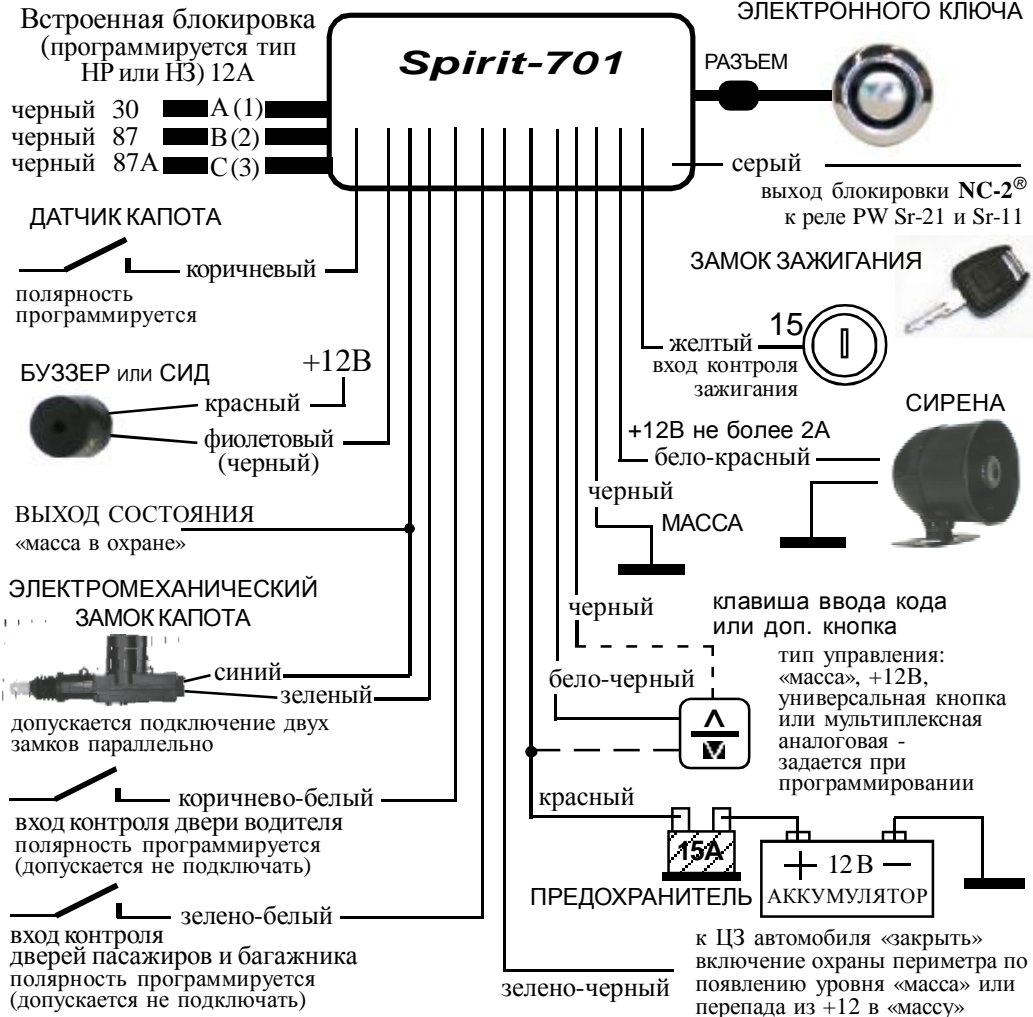 Встроенная блокировка
(программируется тип
НР или НЗ) 12А
черный 30 А (1)
черный 87 В (2)
черный 87А С (3)
Spirit-701
ЭЛЕКТРОННОГО КЛЮЧА
РАЗЪЕМ
серый
выход блокировки NC-2®
к реле PW Sr-21 и Sr-11
ДАТЧИК КАПОТА
коричневый
полярность
программируется
ЗАМОК ЗАЖИГАНИЯ
15
желтый
вход контроля
зажигания
БУЗЗЕР или СИД
+12В
красный
фиолетовый
(черный)
СИРЕНА
+12В не более 2А
бело-красный
черный
МАССА
ВЫХОД СОСТОЯНИЯ
«масса в охране»
ЭЛЕКТРОМЕХАНИЧЕСКИЙ
ЗАМОК КАПОТА
синий
зеленый
допускается подключение двух
замков параллельно
черный
клавиша ввода кода
или доп. кнопка
бело-черный
тип управления:
«масса», +12В,
универсальная кнопка
или мультиплексная
аналоговая -
задается при
программировании
коричнево-белый
вход контроля двери водителя
полярность программируется
(допускается не подключать)
красный
15А
ПРЕДОХРАНИТЕЛЬ
+ 12 В −
АККУМУЛЯТОР
зелено-белый
вход контроля
дверей пасажиров и багажника
полярность программируется
(допускается не подключать)
зелено-черный
к ЦЗ автомобиля «закрыть»
включение охраны периметра по
появлению уровня «масса» или
перепада из +12 в «массу»